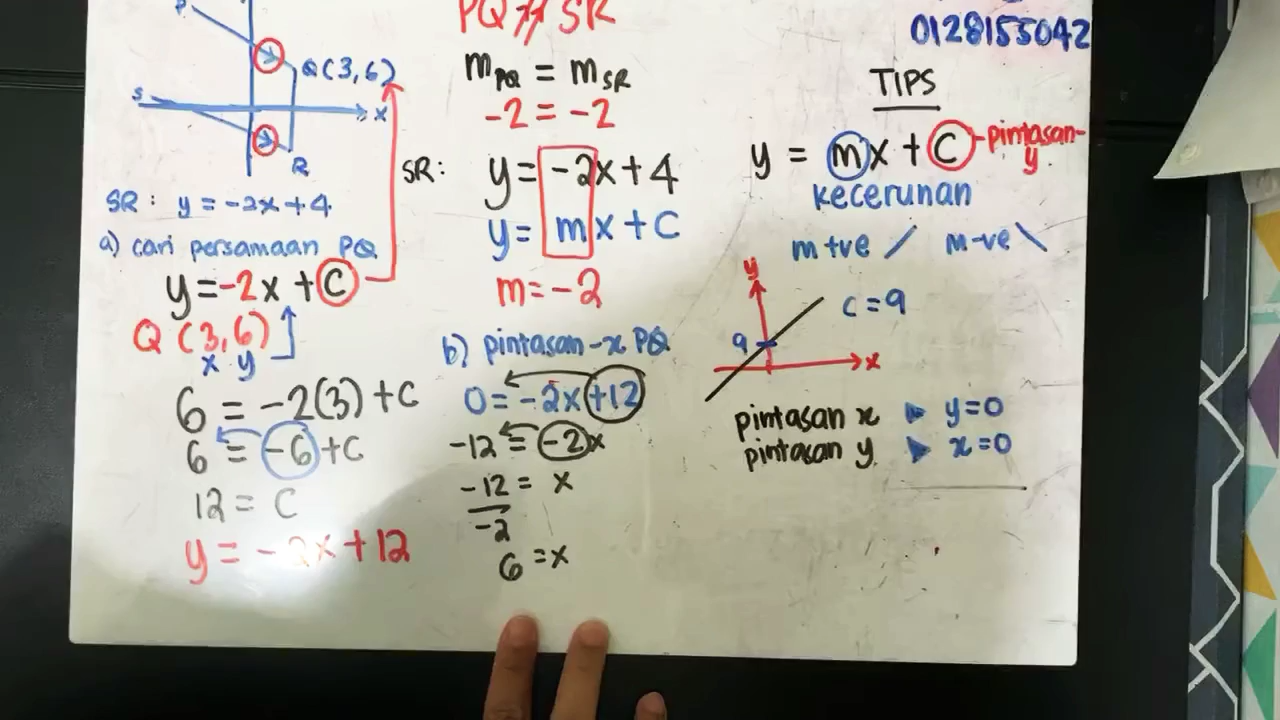 P
Q(3,6)
S
x
R
SR: y = -2x+4
a) cari persamaan PQ
y = -2x + C
Q (3,6)
x y
6 = -2(3) + C
6 = -6 + C
12 = C
y = -2x + 12
PQ // SR
mPQ = mSR
-2 = -2
SR: y = -2x + 4
y = mx + C
m = -2
b) pintasan-x PQ
0 = -2x + 12
-12 = -2x
-12 = x
-2
6 = x
0128155042
TIPS
y = mx + C - pintasan-
y
kecerunan
m +ve / m -ve \
y
C = 9
9
x
pintasan x ▶ y=0
pintasan y ▶ x=0